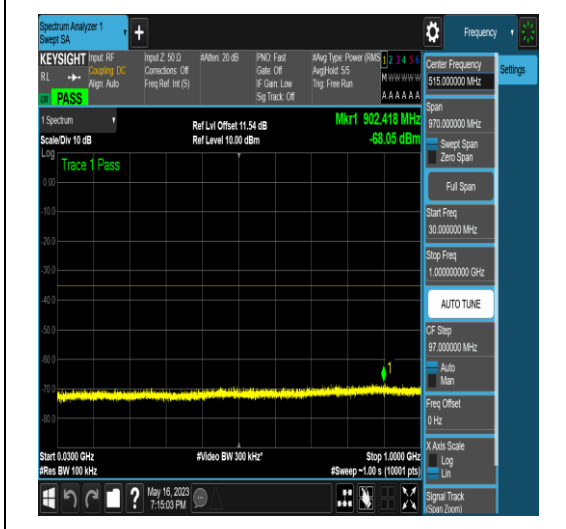 Spectrum Analyzer 1
Swept SA
Frequency
KEYSIGHT
RL
PASS
Input: RF
Coupling: DC
Align: Auto
Input Z: 50 Ω
Corrections: Off
Freq Ref: Int (S)
#Atten: 20 dB
PNO: Fast
Gate: Off
IF Gain: Low
Sig Track: Off
#Avg Type: Power (RMS)
Avg|Hold: 5/5
Trig: Free Run
1 2 3 4 5 6
M W W W W W
A A A A A A
1 Spectrum
Scale/Div 10 dB
Ref Lvl Offset 11.54 dB
Ref Level 10.00 dBm
Mkr1 902.418 MHz
-68.05 dBm
Log
Trace 1 Pass
0.00
-10.0
-20.0
-30.0
-40.0
-50.0
-60.0
-70.0
-80.0
1
Start 0.0300 GHz
#Res BW 100 kHz
#Video BW 300 kHz*
Stop 1.0000 GHz
#Sweep ~1.00 s (10001 pts)
?
May 16, 2023
7:15:03 PM
Center Frequency
515.000000 MHz
Settings
Span
970.000000 MHz
Swept Span
Zero Span
Full Span
Start Freq
30.000000 MHz
Stop Freq
1.000000000 GHz
AUTO TUNE
CF Step
97.000000 MHz
Auto
Man
Freq Offset
0 Hz
X Axis Scale
Log
Lin
Signal Track
(Span Zoom)